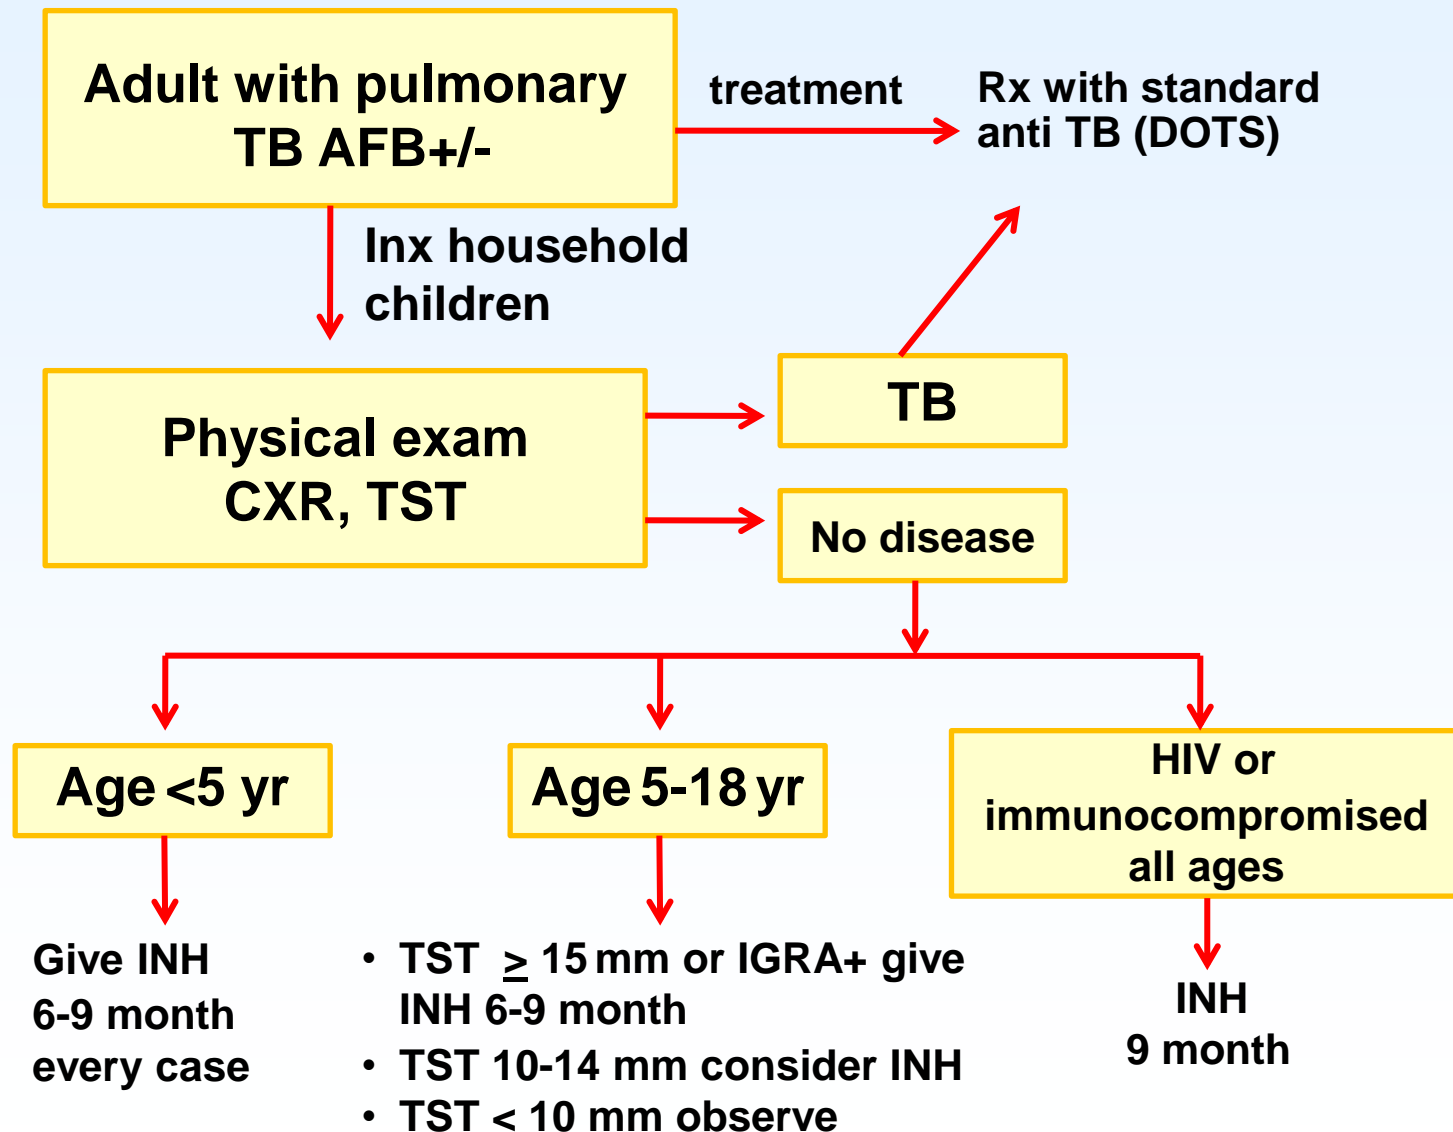 Adult with pulmonary
TB AFB+/-
treatment
Rx with standard
anti TB (DOTS)
Inx household
children
Physical exam
CXR, TST
TB
No disease
Age <5 yr
Age 5-18 yr
HIV or
immunocompromised
all ages
Give INH
6-9 month
every case
• TST ≥ 15 mm or IGRA+ give
INH 6-9 month
• TST 10-14 mm consider INH
• TST < 10 mm observe
INH
9 month